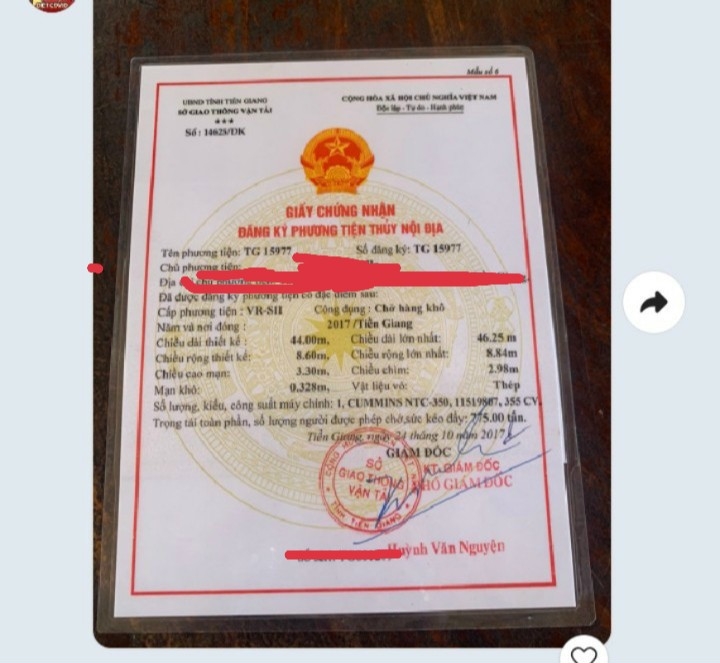 Mẫu số 6
UBND TỈNH TIỀN GIANG
SỞ GIAO THÔNG VẬN TẢI
★★★
Số : 14625/ĐK
CỘNG HÒA XÃ HỘI CHỦ NGHĨA VIỆT NAM
Độc lập - Tự do - Hạnh phúc
GIẤY CHỨNG NHẬN
ĐĂNG KÝ PHƯƠNG TIỆN THỦY NỘI ĐỊA
Tên phương tiện: TG 15977 Số đăng ký: TG 15977
Chủ phương tiện:
Địa
Đã được đăng ký phương tiện có đặc điểm sau:
Cấp phương tiện : VR-SII Công dụng : Chở hàng khô
Năm và nơi đóng : 2017 /Tiền Giang
Chiều dài thiết kế : 44.00m, Chiều dài lớn nhất: 46.25 m
Chiều rộng thiết kế: 8.60m, Chiều rộng lớn nhất: 8.84m
Chiều cao mạn: 3.30m, Chiều chìm: 2.98m
Mạn khô: 0.328m, Vật liệu vỏ: Thép
Số lượng, kiểu, công suất máy chính: 1, CUMMINS NTC-350, 11519867, 355 CV.
Trọng tải toàn phần, số lượng người được phép chở,sức kéo đẩy: 775.00 tấn.
Tiền Giang, ngày 24 tháng 10 năm 2017
GIÁM ĐỐC
KT. GIÁM ĐỐC
PHÓ GIÁM ĐỐC
SỞ
GIAO THÔNG
VẬN TẢI
TỈNH TIỀN GIANG
Huỳnh Văn Nguyện